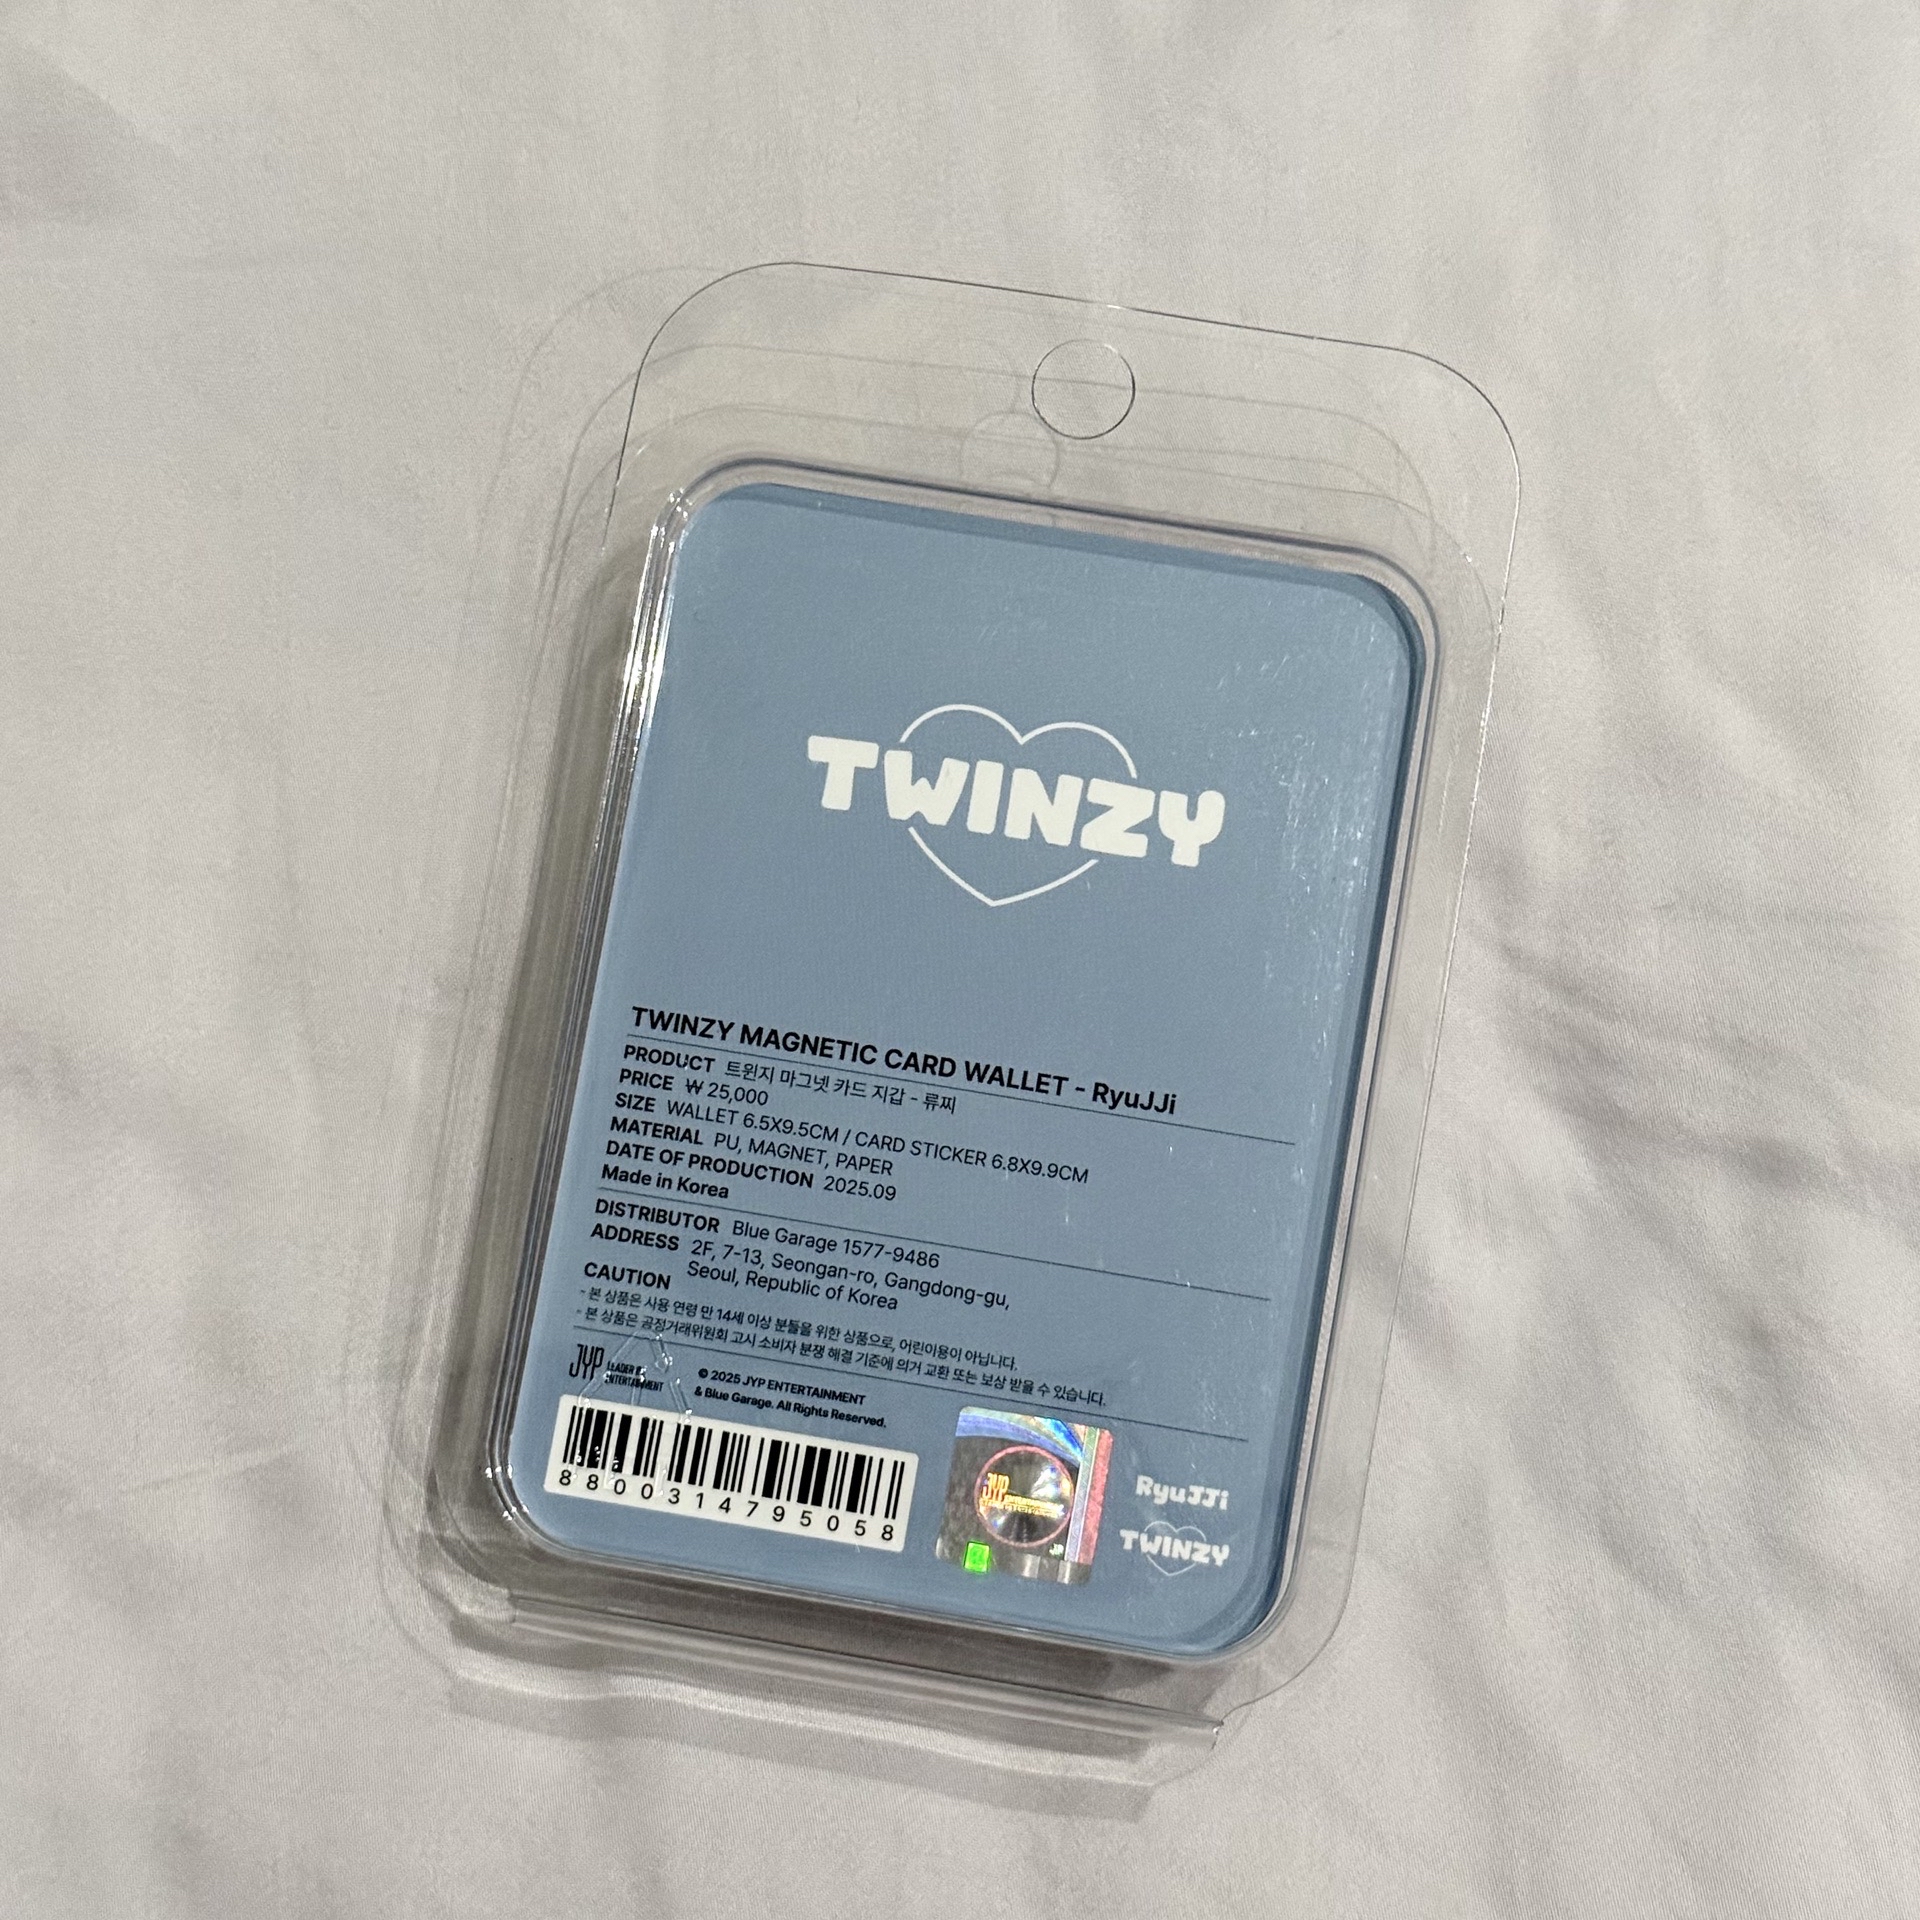 TWINZY
TWINZY MAGNETIC CARD WALLET - RyuJJi
PRODUCT 트윈지 마그넷 카드 지갑 - 류찌
PRICE ₩ 25,000
SIZE WALLET 6.5X9.5CM / CARD STICKER 6.8X9.9CM
MATERIAL PU, MAGNET, PAPER
DATE OF PRODUCTION 2025.09
Made in Korea
DISTRIBUTOR Blue Garage 1577-9486
ADDRESS 2F, 7-13, Seongan-ro, Gangdong-gu,
Seoul, Republic of Korea
CAUTION
- 본 상품은 사용 연령 만 14세 이상 분들을 위한 상품으로, 어린이용이 아닙니다.
- 본 상품은 공정거래위원회 고시 소비자 분쟁 해결 기준에 의거 교환 또는 보상 받을 수 있습니다.
JYP LEADER IN
ENTERTAINMENT
© 2025 JYP ENTERTAINMENT
& Blue Garage. All Rights Reserved.
8800314795058
JYP
RyuJJi
TWINZY